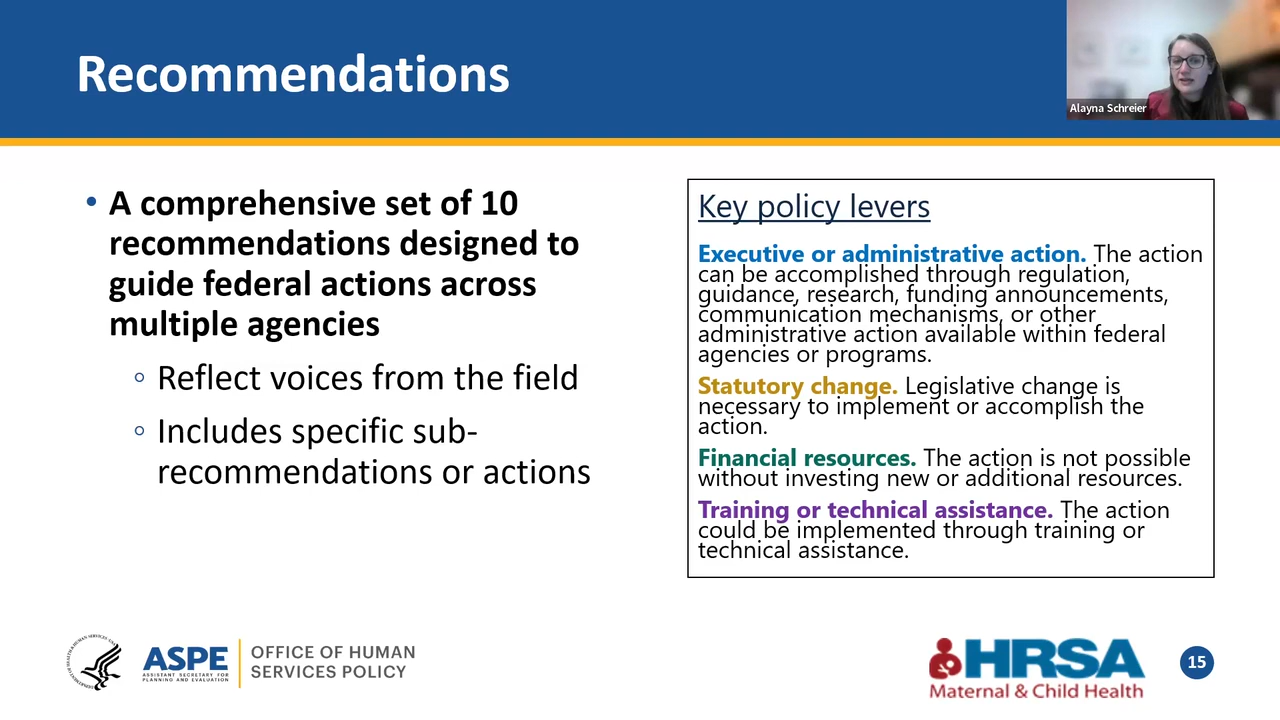 Recommendations
Alayna Schreier
• A comprehensive set of 10
recommendations designed to
guide federal actions across
multiple agencies
◦ Reflect voices from the field
◦ Includes specific sub-
recommendations or actions
Key policy levers
Executive or administrative action. The action
can be accomplished through regulation,
guidance, research, funding announcements,
communication mechanisms, or other
administrative action available within federal
agencies or programs.
Statutory change. Legislative change is
necessary to implement or accomplish the
action.
Financial resources. The action is not possible
without investing new or additional resources.
Training or technical assistance. The action
could be implemented through training or
technical assistance.
ASPE
ASSISTANT SECRETARY FOR
PLANNING AND EVALUATION
OFFICE OF HUMAN
SERVICES POLICY
HRSA
Maternal & Child Health
15